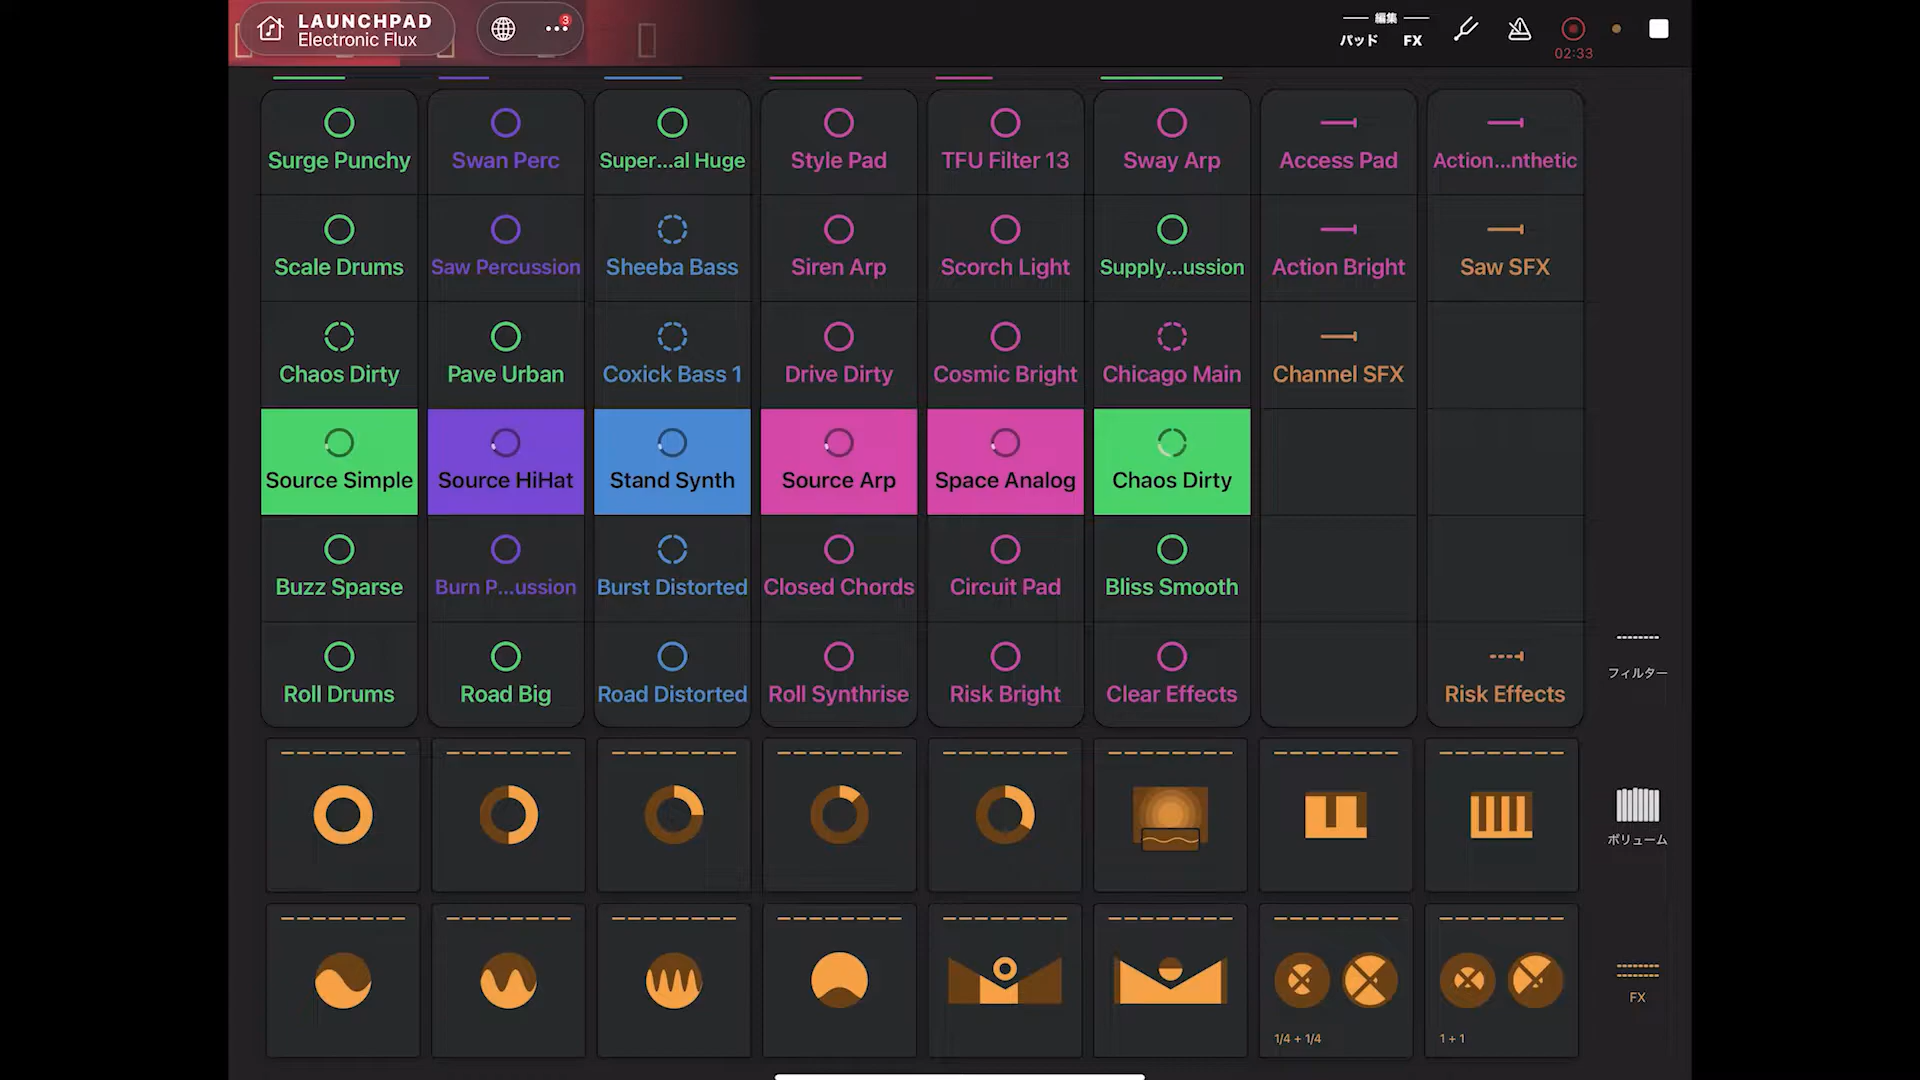 LAUNCHPAD
Electronic Flux
3
編集
パッド FX
02:33
Surge Punchy Swan Perc Super...al Huge Style Pad TFU Filter 13 Sway Arp Access Pad Action...nthetic
Scale Drums Saw Percussion Sheeba Bass Siren Arp Scorch Light Supply...ussion Action Bright Saw SFX
Chaos Dirty Pave Urban Coxick Bass 1 Drive Dirty Cosmic Bright Chicago Main Channel SFX
Source Simple Source HiHat Stand Synth Source Arp Space Analog Chaos Dirty
Buzz Sparse Burn P...ussion Burst Distorted Closed Chords Circuit Pad Bliss Smooth
Roll Drums Road Big Road Distorted Roll Synthrise Risk Bright Clear Effects Risk Effects
フィルター
ボリューム
FX
1/4 + 1/4 1 + 1